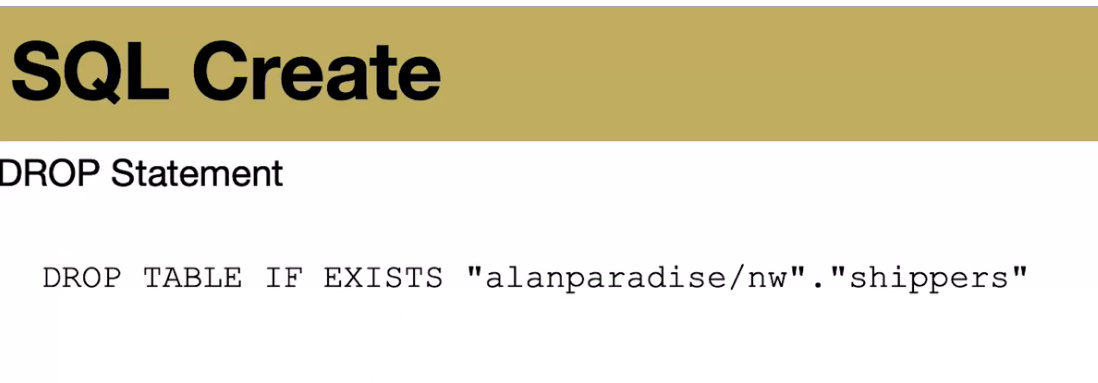 SQL Create
DROP Statement
DROP TABLE IF EXISTS "alanparadise/nw"."shippers"